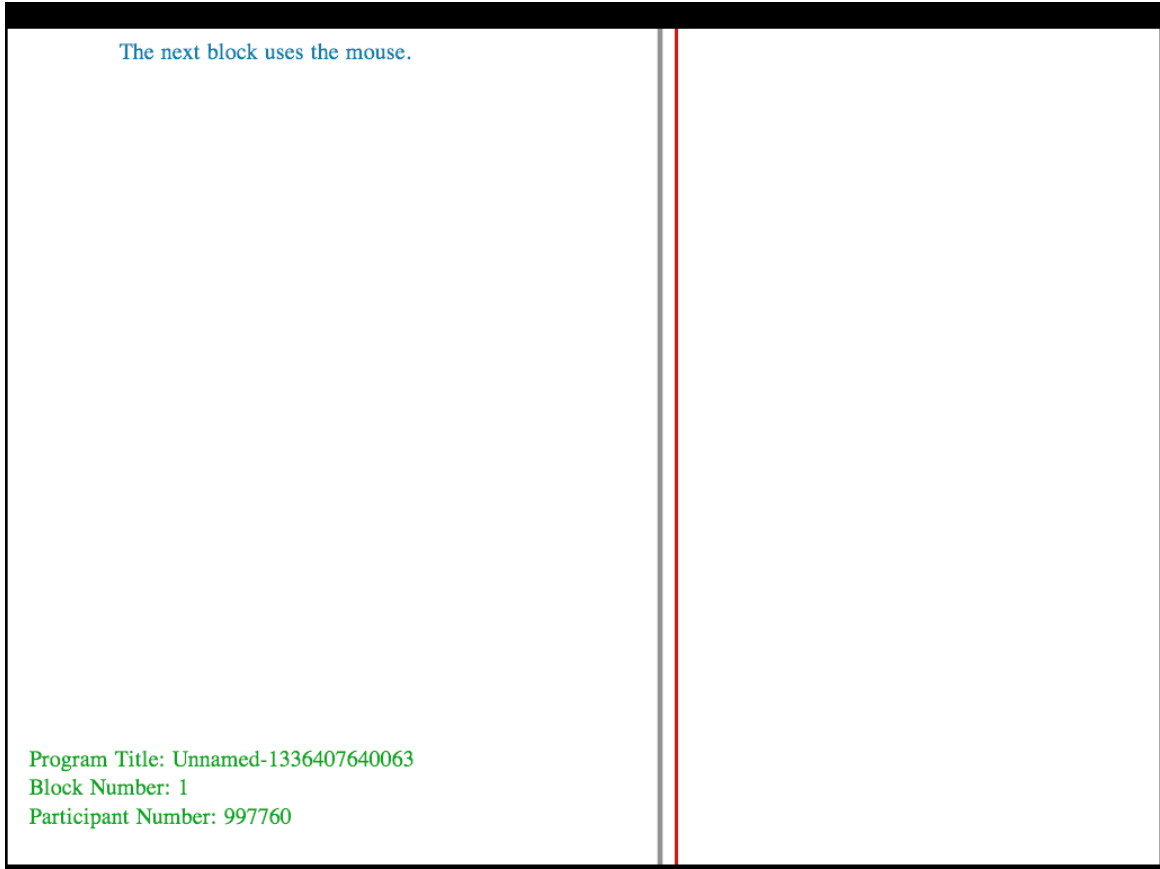 The next block uses the mouse.
Program Title: Unnamed-1336407640063
Block Number: 1
Participant Number: 997760